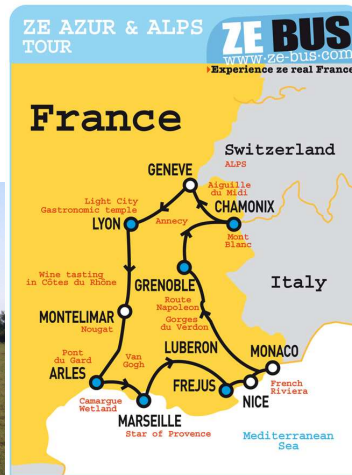 ZE AZUR & ALPS
TOUR
ZE BUS
www.ze-bus.com
Experience ze real France
France
Switzerland
ALPS
GENEVE
Aiguille
du Midi
CHAMONIX
Light City
Gastronomic temple
LYON
Annecy
Mont
Blanc
Wine tasting
in Côtes du Rhône
GRENOBLE
Italy
Route
Napoleon
Gorges
du Verdon
MONTELIMAR
Nougat
LUBERON
MONACO
Pont
du Gard
Van
Gogh
ARLES
FREJUS
NICE
French
Riviera
Camargue
Wetland
MARSEILLE
Star of Provence
Mediterranean
Sea